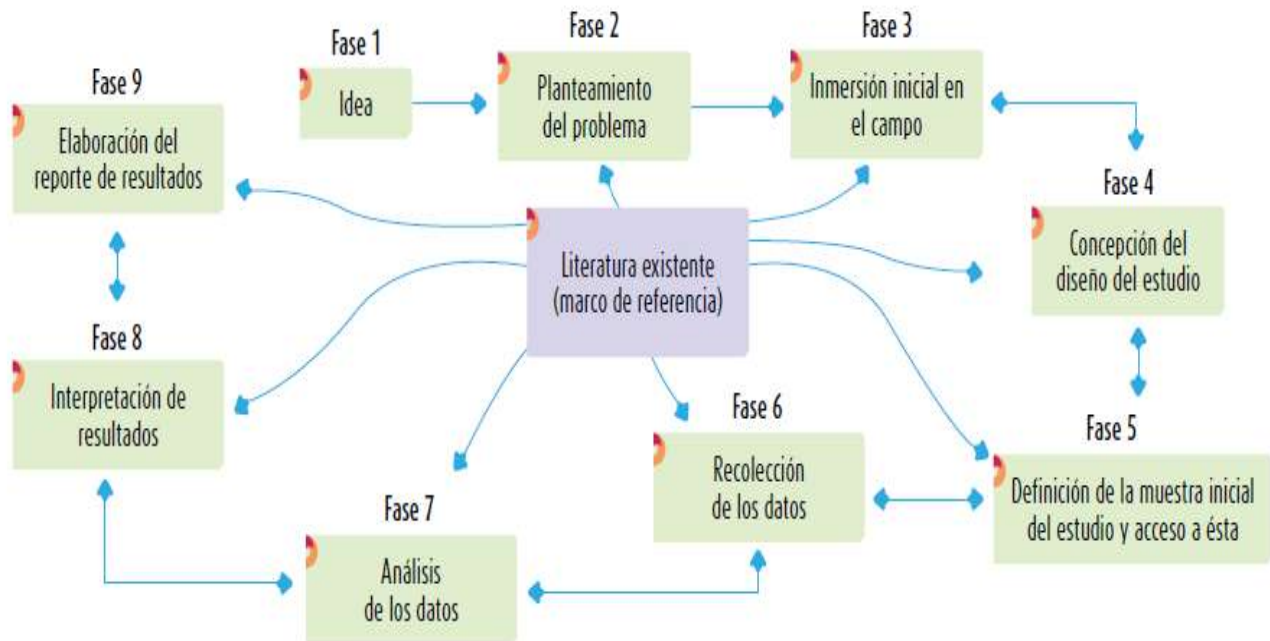 Fase 1
Idea
Fase 2
Planteamiento
del problema
Fase 3
Inmersión inicial en
el campo
Fase 4
Concepción del
diseño del estudio
Fase 5
Definición de la muestra inicial
del estudio y acceso a ésta
Fase 6
Recolección
de los datos
Fase 7
Análisis
de los datos
Fase 8
Interpretación de
resultados
Fase 9
Elaboración del
reporte de resultados
Literatura existente
(marco de referencia)